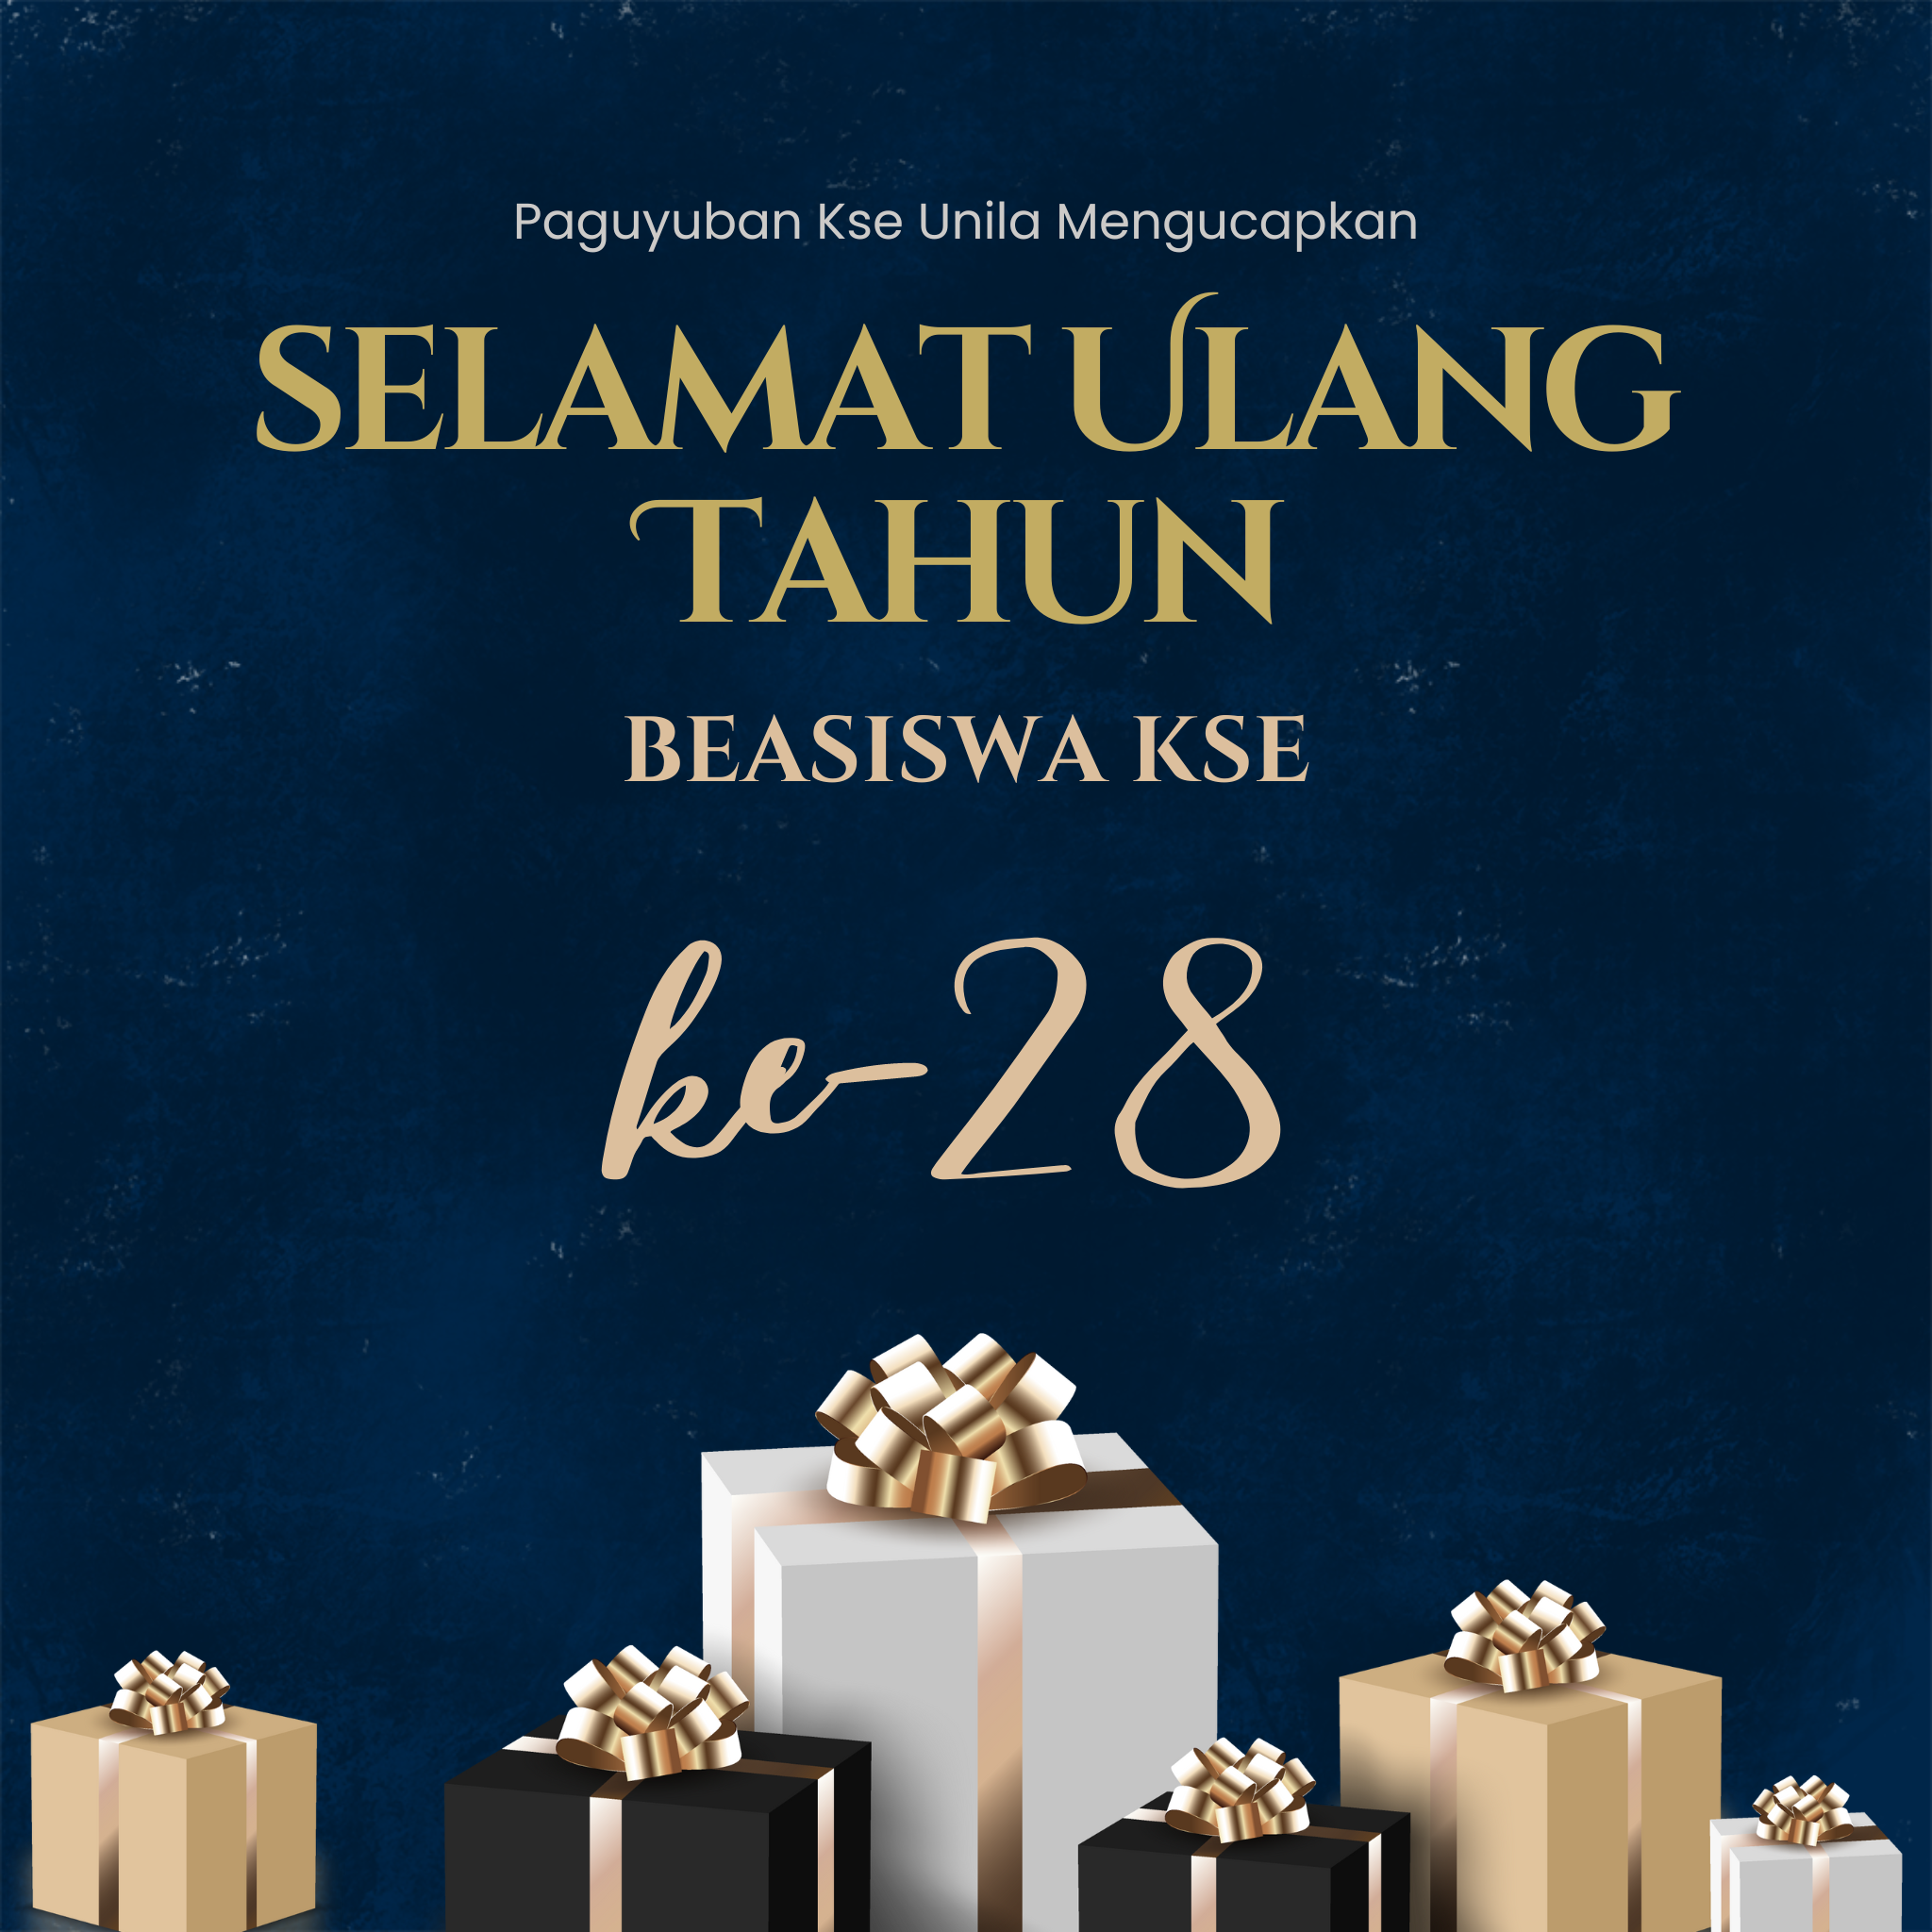 Paguyuban Kse Unila Mengucapkan
SELAMAT ULANG
TAHUN
BEASISWA KSE
ke-28